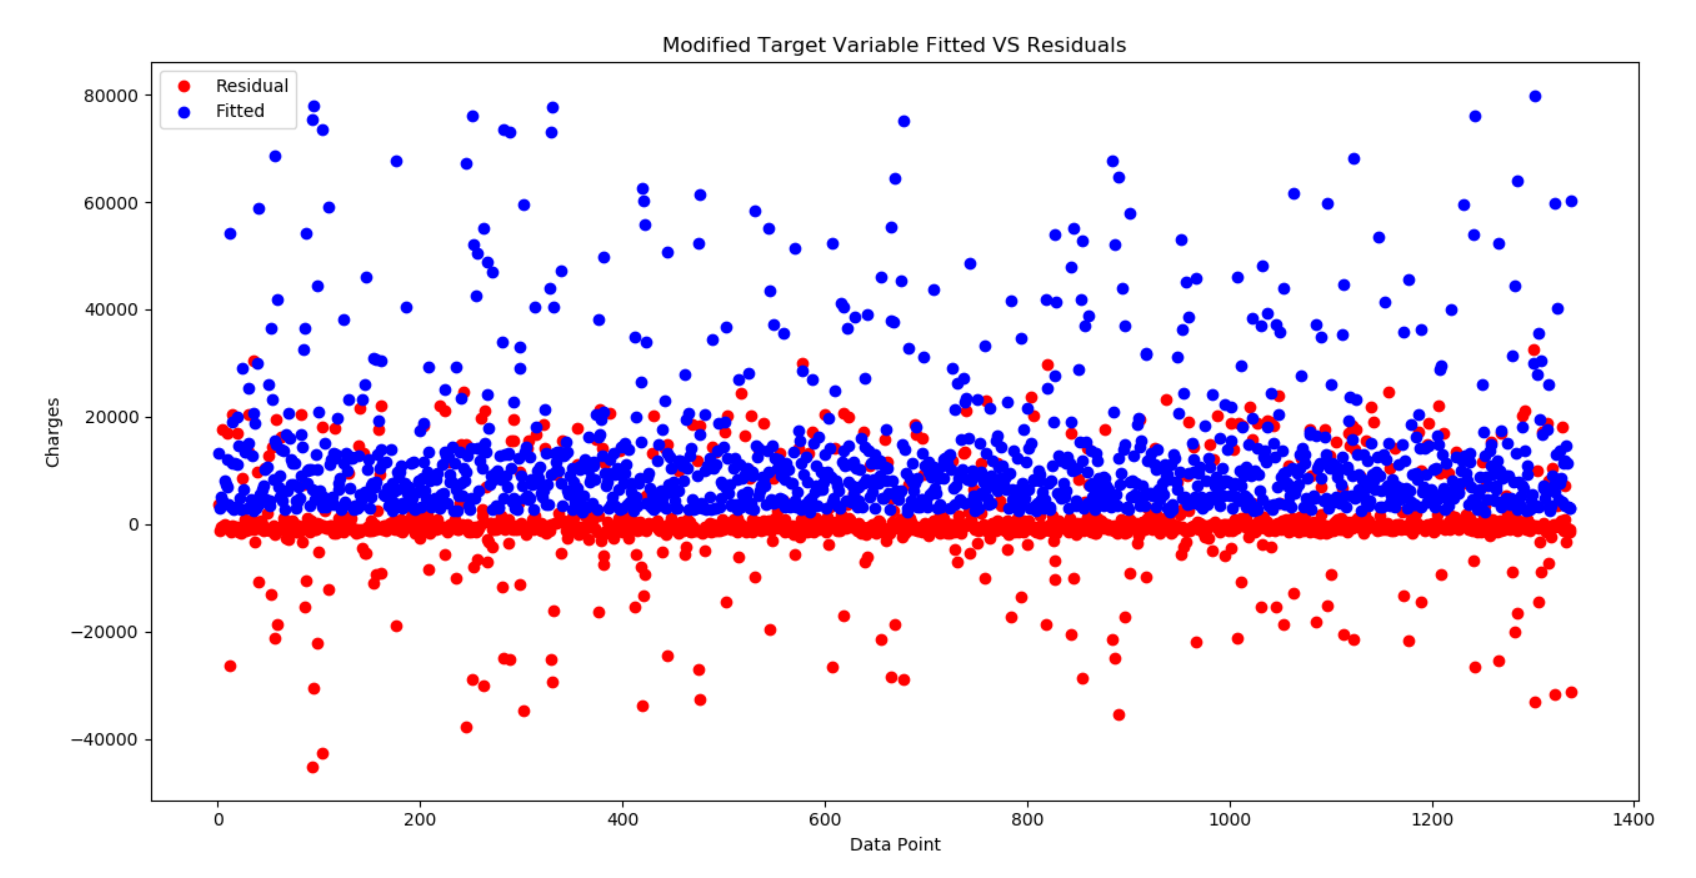 Modified Target Variable Fitted VS Residuals
Residual
Fitted
80000
60000
40000
20000
0
−20000
−40000
Charges
0 200 400 600 800 1000 1200 1400
Data Point